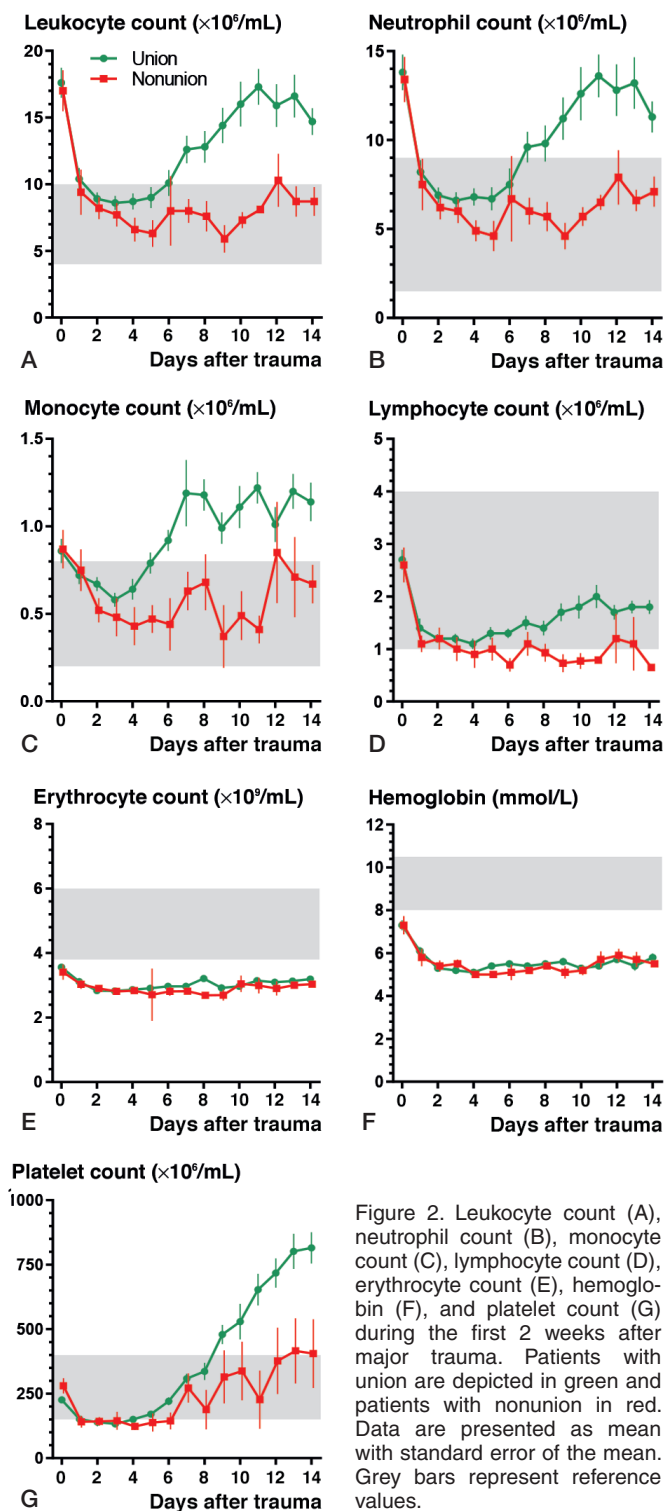 Leukocyte count (×10⁶/mL)
20
15
10
5
0
Union
Nonunion
0 2 4 6 8 10 12 14
Days after trauma
A
Neutrophil count (×10⁶/mL)
15
10
5
0
0 2 4 6 8 10 12 14
Days after trauma
B
Monocyte count (×10⁶/mL)
1.5
1.0
0.5
0.0
0 2 4 6 8 10 12 14
Days after trauma
C
Lymphocyte count (×10⁶/mL)
5
4
3
2
1
0
0 2 4 6 8 10 12 14
Days after trauma
D
Erythrocyte count (×10⁹/mL)
8
6
4
2
0
0 2 4 6 8 10 12 14
Days after trauma
E
Hemoglobin (mmol/L)
12
10
8
6
4
2
0
0 2 4 6 8 10 12 14
Days after trauma
F
Platelet count (×10⁶/mL)
1000
750
500
250
0
0 2 4 6 8 10 12 14
Days after trauma
G
Figure 2. Leukocyte count (A),
neutrophil count (B), monocyte
count (C), lymphocyte count (D),
erythrocyte count (E), hemoglo-
bin (F), and platelet count (G)
during the first 2 weeks after
major trauma. Patients with
union are depicted in green and
patients with nonunion in red.
Data are presented as mean
with standard error of the mean.
Grey bars represent reference
values.